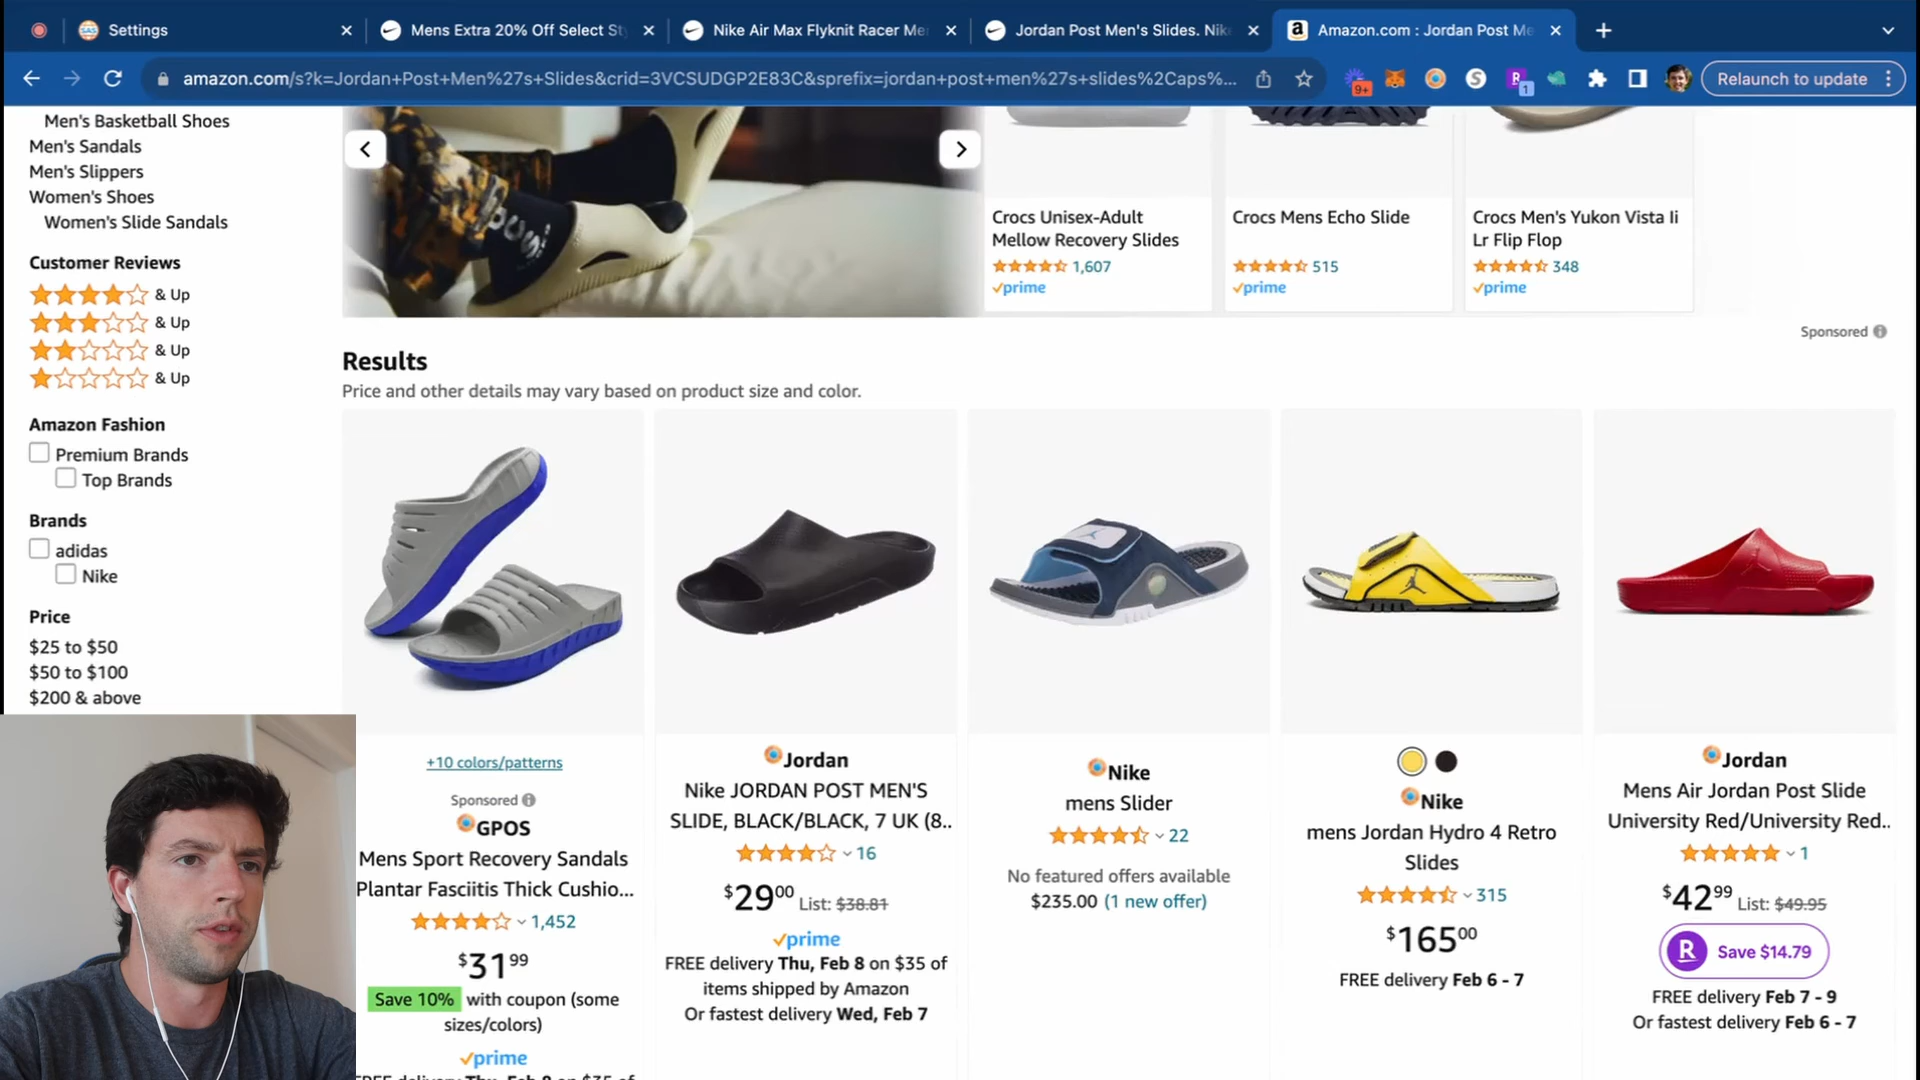 Settings
Mens Extra 20% Off Select St
Nike Air Max Flyknit Racer Me
Jordan Post Men's Slides. Nik
Amazon.com : Jordan Post Me
amazon.com/s?k=Jordan+Post+Men%27s+Slides&crid=3VCSUDGP2E83C&sprefix=jordan+post+men%27s+slides%2Caps%...
9+
1
Relaunch to update
Men's Basketball Shoes
Men's Sandals
Men's Slippers
Women's Shoes
Women's Slide Sandals
Customer Reviews
& Up
& Up
& Up
& Up
Amazon Fashion
Premium Brands
Top Brands
Brands
adidas
Nike
Price
$25 to $50
$50 to $100
$200 & above
Crocs Unisex-Adult
Mellow Recovery Slides
1,607
prime
Crocs Mens Echo Slide
515
prime
Crocs Men's Yukon Vista Ii
Lr Flip Flop
348
prime
Sponsored
Results
Price and other details may vary based on product size and color.
+10 colors/patterns
Sponsored
GPOS
Mens Sport Recovery Sandals
Plantar Fasciitis Thick Cushio...
1,452
$31.99
Save 10% with coupon (some
sizes/colors)
prime
FREE delivery Thu, Feb 8 on $35 of
Jordan
Nike JORDAN POST MEN'S
SLIDE, BLACK/BLACK, 7 UK (8..
16
$29.00 List: $38.81
prime
FREE delivery Thu, Feb 8 on $35 of
items shipped by Amazon
Or fastest delivery Wed, Feb 7
Nike
mens Slider
22
No featured offers available
$235.00 (1 new offer)
Nike
mens Jordan Hydro 4 Retro
Slides
315
$165.00
FREE delivery Feb 6 - 7
Jordan
Mens Air Jordan Post Slide
University Red/University Red..
1
$42.99 List: $49.95
R Save $14.79
FREE delivery Feb 7 - 9
Or fastest delivery Feb 6 - 7